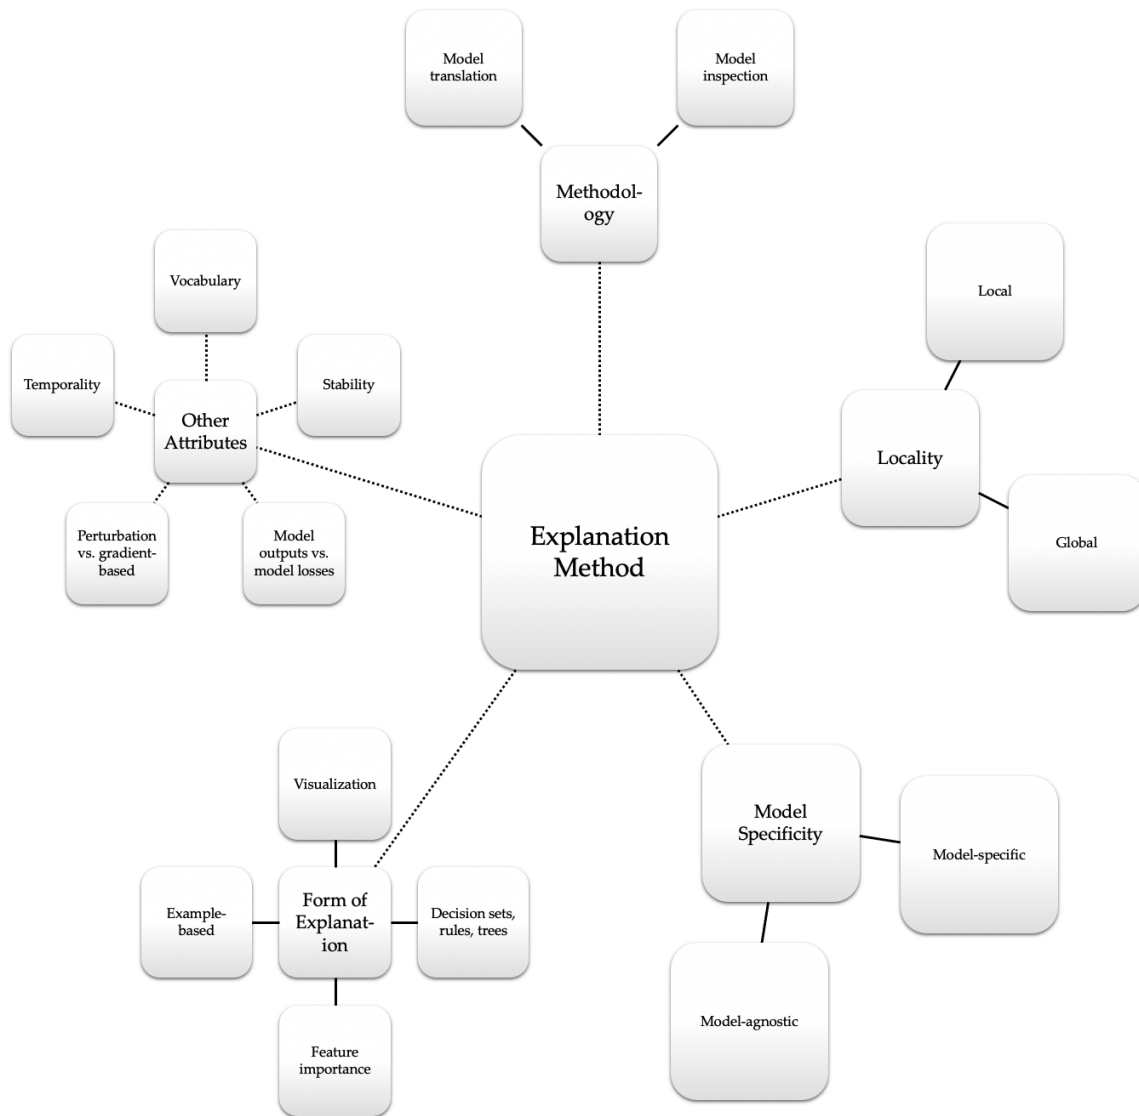 Model
translation
Model
inspection
Methodol-
ogy
Vocabulary
Temporality
Stability
Other
Attributes
Perturbation
vs. gradient-
based
Model
outputs vs.
model losses
Local
Locality
Global
Explanation
Method
Visualization
Example-
based
Form of
Explanat-
ion
Decision sets,
rules, trees
Feature
importance
Model
Specificity
Model-specific
Model-agnostic